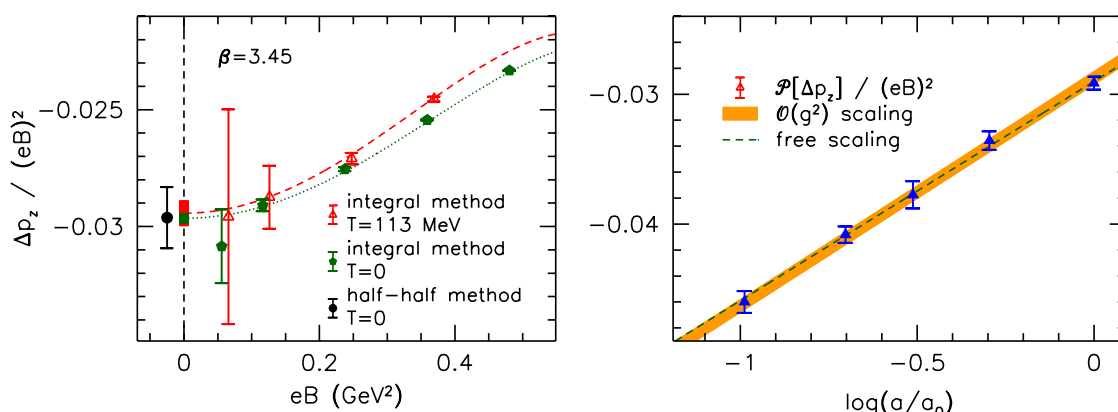 β=3.45
Δp_z / (eB)²
−0.025
−0.03
integral method
T=113 MeV
integral method
T=0
half−half method
T=0
0
0.2
0.4
eB (GeV²)
𝒫[Δp_z] / (eB)²
𝒪(g²) scaling
free scaling
−0.03
−0.04
−1
−0.5
0
log(a/a₀)